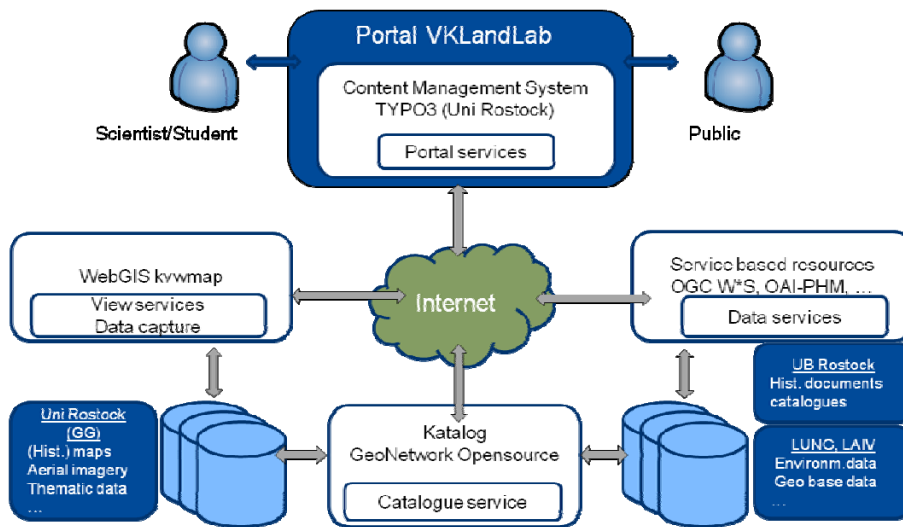 Portal VKLandLab
Content Management System
TYPO3 (Uni Rostock)
Portal services
Scientist/Student
Public
WebGIS kvwmap
View services
Data capture
Internet
Service based resources
OGC W*S, OAI-PHM, ...
Data services
Uni Rostock
(GG)
(Hist.) maps
Aerial imagery
Thematic data
...
Katalog
GeoNetwork Opensource
Catalogue service
UB Rostock
Hist. documents
catalogues
LUNG, LAIV
Environm. data
Geo base data
...